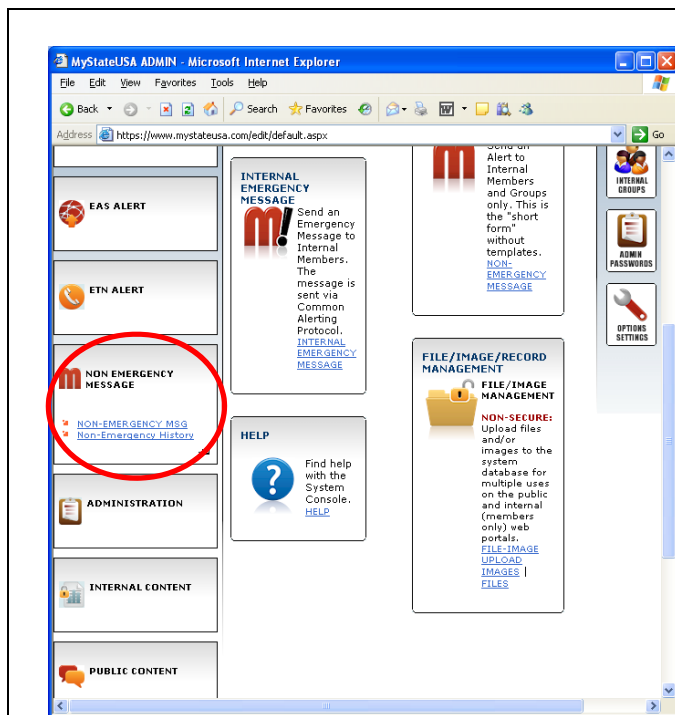 MyStateUSA ADMIN - Microsoft Internet Explorer
File Edit View Favorites Tools Help
Back Search Favorites
Address https://www.mystateusa.com/edit/default.aspx Go
EAS ALERT
ETN ALERT
NON EMERGENCY
MESSAGE
NON-EMERGENCY MSG
Non-Emergency History
ADMINISTRATION
INTERNAL CONTENT
PUBLIC CONTENT
INTERNAL
EMERGENCY
MESSAGE
Send an
Emergency
Message to
Internal
Members.
The
message is
sent via
Common
Alerting
Protocol.
INTERNAL
EMERGENCY
MESSAGE
HELP
Find help
with the
System
Console.
HELP
Send an
Alert to
Internal
Members
and Groups
only. This is
the "short
form"
without
templates.
NON-
EMERGENCY
MESSAGE
FILE/IMAGE/RECORD
MANAGEMENT
FILE/IMAGE
MANAGEMENT
NON-SECURE:
Upload files
and/or
images to the
system
database for
multiple uses
on the public
and internal
(members
only) web
portals.
FILE-IMAGE
UPLOAD
IMAGES |
FILES
INTERNAL
GROUPS
ADMIN
PASSWORDS
OPTIONS
SETTINGS